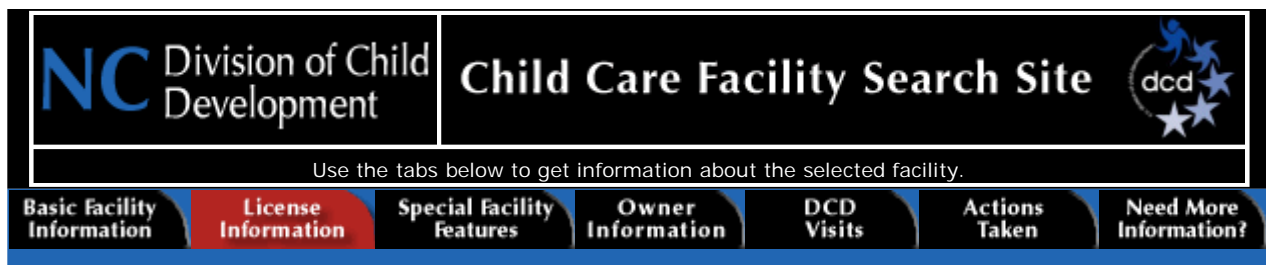 NC Division of Child
Development
Child Care Facility Search Site
dcd
Use the tabs below to get information about the selected facility.
Basic Facility
Information
License
Information
Special Facility
Features
Owner
Information
DCD
Visits
Actions
Taken
Need More
Information?